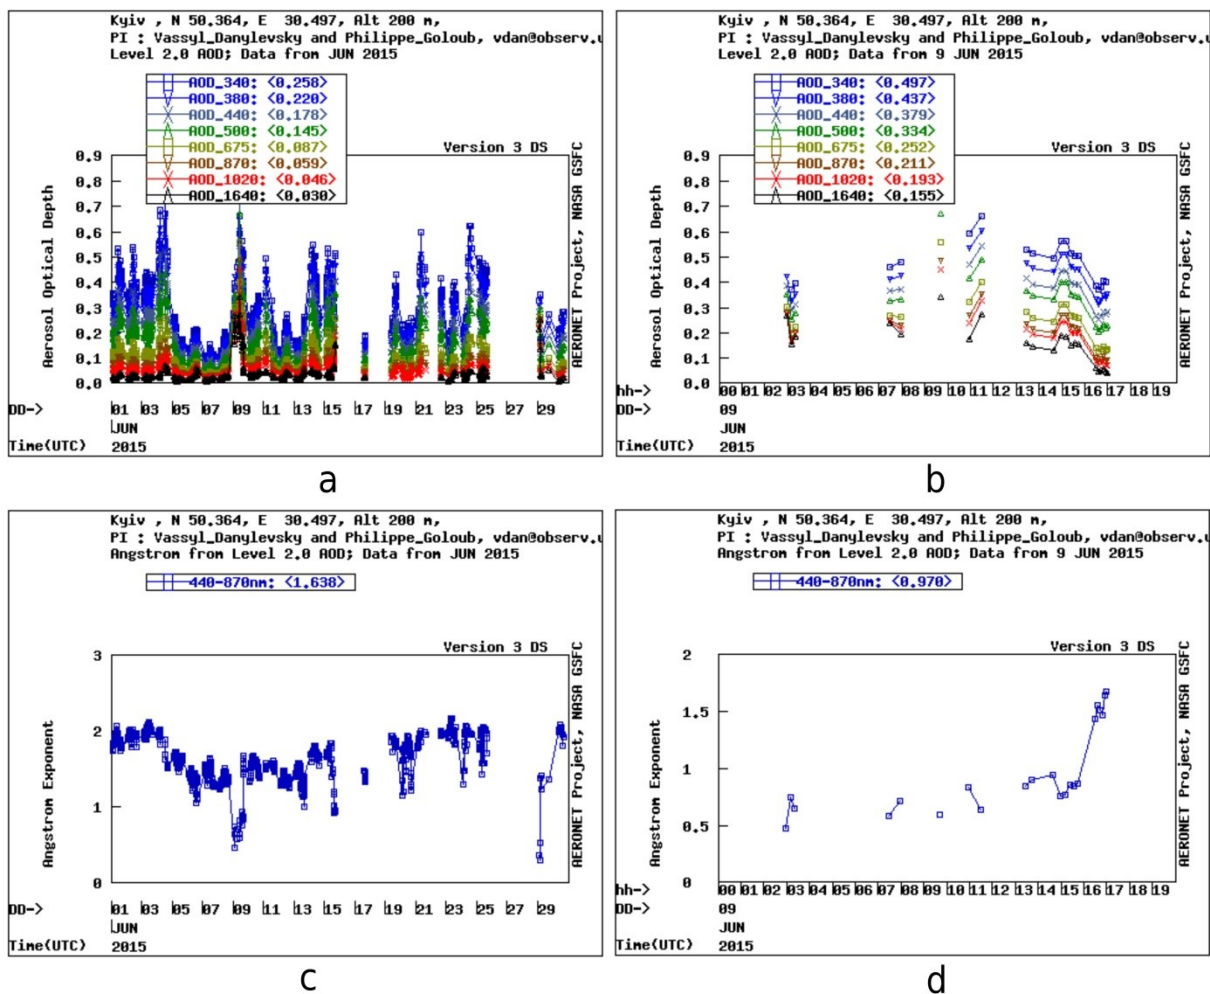 Kyiv , N 50.364, E 30.497, Alt 200 m,
PI : Vassyl_Danylevsky and Philippe_Goloub, vdan@observ.u
Level 2.0 AOD; Data from JUN 2015
AOD_340: <0.258>
AOD_380: <0.220>
AOD_440: <0.178>
AOD_500: <0.145>
AOD_675: <0.087>
AOD_870: <0.059>
AOD_1020: <0.046>
AOD_1640: <0.030>
Version 3 DS
Aerosol Optical Depth
0.9
0.8
0.7
0.6
0.5
0.4
0.3
0.2
0.1
0.0
AERONET Project, NASA GSFC
DD-> 01 03 05 07 09 11 13 15 17 19 21 23 25 27 29
JUN
Time(UTC) 2015
a
Kyiv , N 50.364, E 30.497, Alt 200 m,
PI : Vassyl_Danylevsky and Philippe_Goloub, vdan@observ.u
Level 2.0 AOD; Data from 9 JUN 2015
AOD_340: <0.497>
AOD_380: <0.437>
AOD_440: <0.379>
AOD_500: <0.334>
AOD_675: <0.252>
AOD_870: <0.211>
AOD_1020: <0.193>
AOD_1640: <0.155>
Version 3 DS
Aerosol Optical Depth
0.9
0.8
0.7
0.6
0.5
0.4
0.3
0.2
0.1
0.0
AERONET Project, NASA GSFC
hh-> 00 01 02 03 04 05 06 07 08 09 10 11 12 13 14 15 16 17 18 19
DD-> 09
JUN
Time(UTC) 2015
b
Kyiv , N 50.364, E 30.497, Alt 200 m,
PI : Vassyl_Danylevsky and Philippe_Goloub, vdan@observ.u
Angstrom from Level 2.0 AOD; Data from JUN 2015
440-870nm: <1.638>
Version 3 DS
Angstrom Exponent
3
2
1
0
AERONET Project, NASA GSFC
DD-> 01 03 05 07 09 11 13 15 17 19 21 23 25 27 29
JUN
Time(UTC) 2015
c
Kyiv , N 50.364, E 30.497, Alt 200 m,
PI : Vassyl_Danylevsky and Philippe_Goloub, vdan@observ.u
Angstrom from Level 2.0 AOD; Data from 9 JUN 2015
440-870nm: <0.970>
Version 3 DS
Angstrom Exponent
2
1.5
1
0.5
0
AERONET Project, NASA GSFC
hh-> 00 01 02 03 04 05 06 07 08 09 10 11 12 13 14 15 16 17 18 19
DD-> 09
JUN
Time(UTC) 2015
d